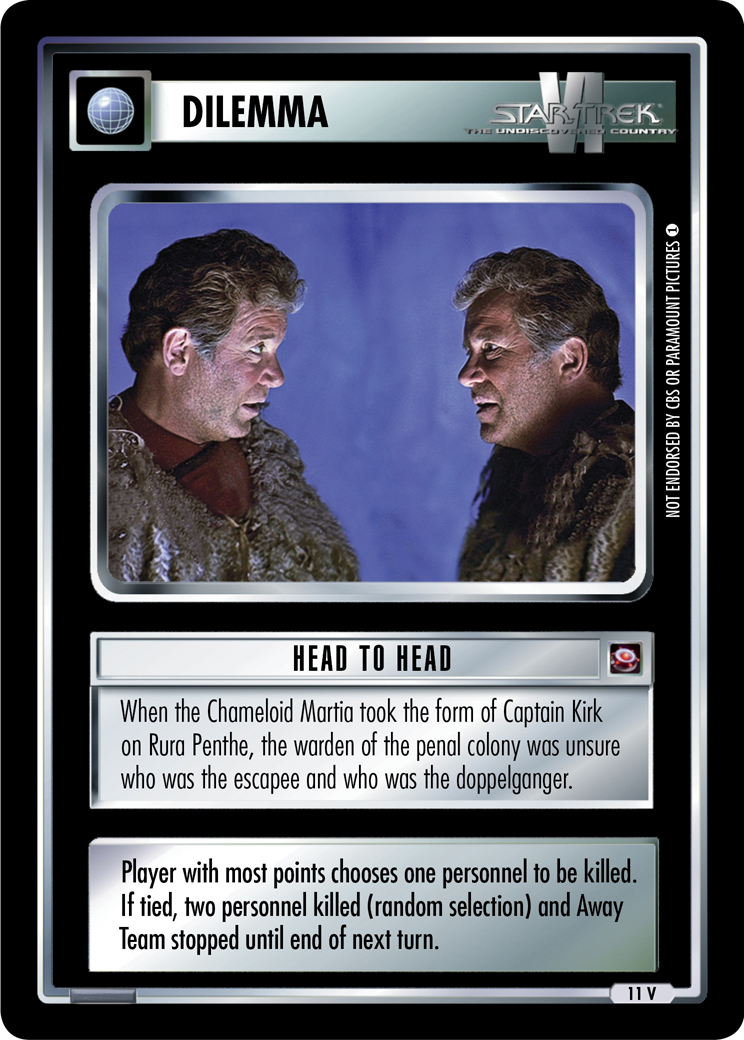 DILEMMA
VI
STAR TREK
THE UNDISCOVERED COUNTRY
NOT ENDORSED BY CBS OR PARAMOUNT PICTURES 1
HEAD TO HEAD
When the Chameloid Martia took the form of Captain Kirk
on Rura Penthe, the warden of the penal colony was unsure
who was the escapee and who was the doppelganger.
Player with most points chooses one personnel to be killed.
If tied, two personnel killed (random selection) and Away
Team stopped until end of next turn.
11 V